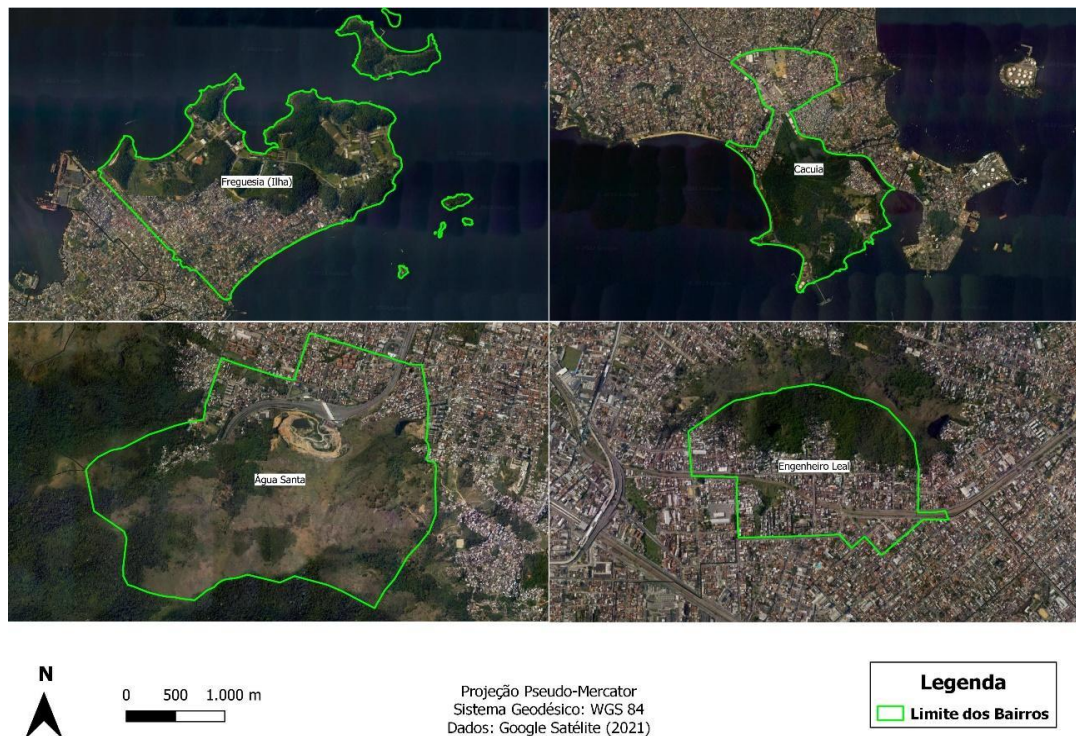 Freguesia (Ilha)
Cacuia
Água Santa
Engenheiro Leal
N
0 500 1.000 m
Projeção Pseudo-Mercator
Sistema Geodésico: WGS 84
Dados: Google Satélite (2021)
Legenda
Limite dos Bairros